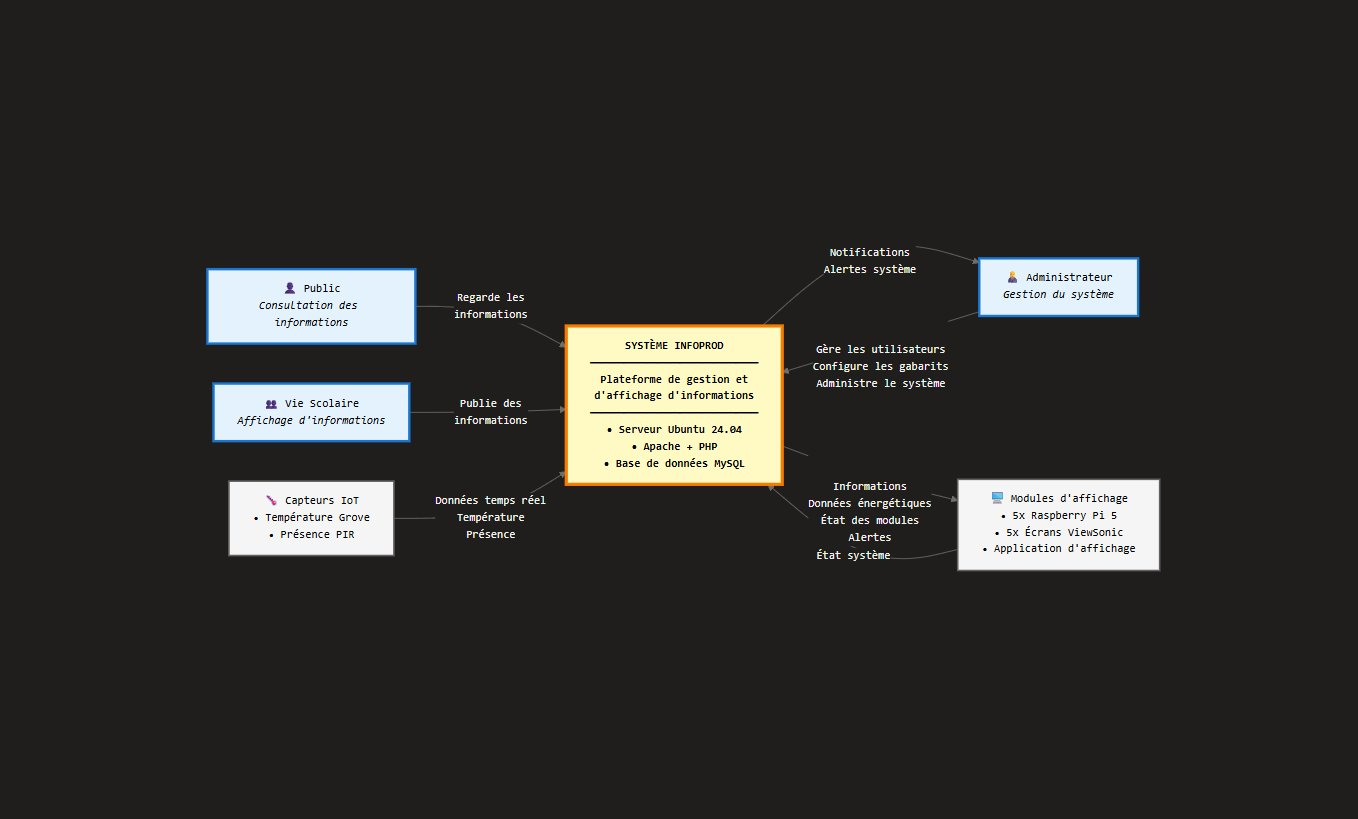 👤 Public
Consultation des
informations
Regarde les
informations
👥 Vie Scolaire
Affichage d'informations
Publie des
informations
Capteurs IoT
• Température Grove
• Présence PIR
Données temps réel
Température
Présence
SYSTÈME INFOPROD
Plateforme de gestion et
d'affichage d'informations
• Serveur Ubuntu 24.04
• Apache + PHP
• Base de données MySQL
Notifications
Alertes système
Administrateur
Gestion du système
Gère les utilisateurs
Configure les gabarits
Administre le système
Informations
Données énergétiques
État des modules
Alertes
État système
Modules d'affichage
• 5x Raspberry Pi 5
• 5x Écrans ViewSonic
• Application d'affichage